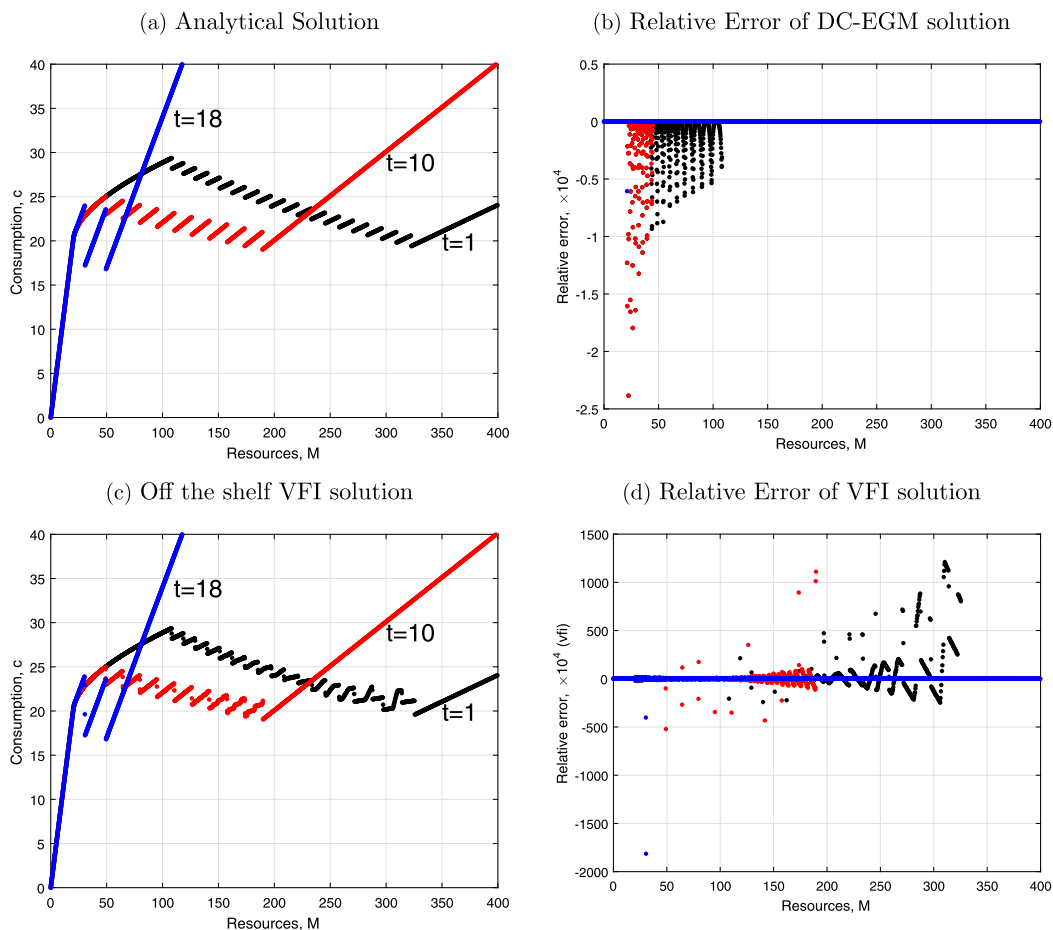 (a) Analytical Solution
40
35
30
25
20
15
10
5
0
Consumption, c
t=18
t=10
t=1
0 50 100 150 200 250 300 350 400
Resources, M
(b) Relative Error of DC-EGM solution
0.5
0
-0.5
-1
-1.5
-2
-2.5
Relative error, ×10⁴
0 50 100 150 200 250 300 350 400
Resources, M
(c) Off the shelf VFI solution
40
35
30
25
20
15
10
5
0
Consumption, c
t=18
t=10
t=1
0 50 100 150 200 250 300 350 400
Resources, M
(d) Relative Error of VFI solution
1500
1000
500
0
-500
-1000
-1500
-2000
Relative error, ×10⁴ (vfi)
0 50 100 150 200 250 300 350 400
Resources, M